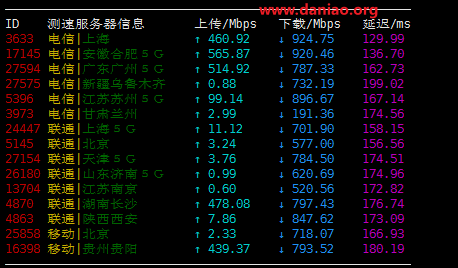 www.daniao.org
ID 测速服务器信息 上传/Mbps 下载/Mbps 延迟/ms
3633 电信|上海 ↑ 460.92 ↓ 924.75 129.99
17145 电信|安徽合肥５Ｇ ↑ 565.87 ↓ 920.46 136.70
27594 电信|广东广州５Ｇ ↑ 514.92 ↓ 787.33 162.73
27575 电信|新疆乌鲁木齐 ↑ 0.88 ↓ 732.19 199.02
5396 电信|江苏苏州５Ｇ ↑ 99.14 ↓ 896.67 167.14
3973 电信|甘肃兰州 ↑ 2.99 ↓ 191.36 174.56
24447 联通|上海５Ｇ ↑ 11.12 ↓ 701.90 158.15
5145 联通|北京 ↑ 3.24 ↓ 577.00 156.56
27154 联通|天津５Ｇ ↑ 3.76 ↓ 784.50 174.51
26180 联通|山东济南５Ｇ ↑ 0.99 ↓ 620.69 174.96
13704 联通|江苏南京 ↑ 0.60 ↓ 520.56 172.82
4870 联通|湖南长沙 ↑ 478.08 ↓ 797.43 176.74
4863 联通|陕西西安 ↑ 7.86 ↓ 847.62 173.09
25858 移动|北京 ↑ 2.33 ↓ 718.07 166.93
16398 移动|贵州贵阳 ↑ 439.37 ↓ 793.52 180.19